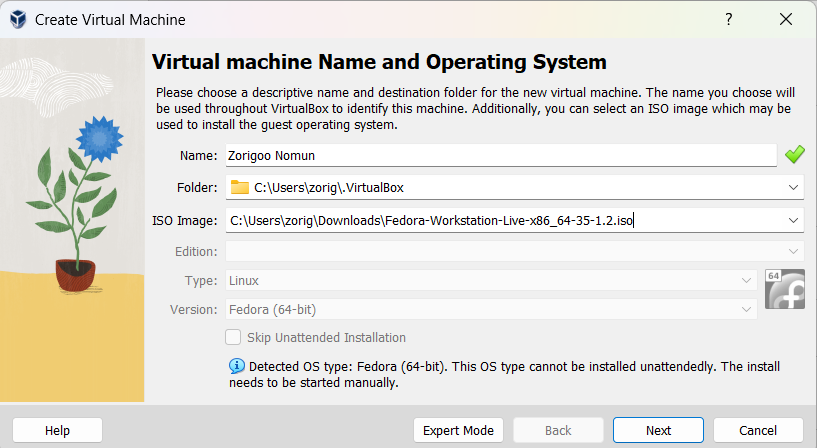 Create Virtual Machine
?
Virtual machine Name and Operating System
Please choose a descriptive name and destination folder for the new virtual machine. The name you choose will
be used throughout VirtualBox to identify this machine. Additionally, you can select an ISO image which may be
used to install the guest operating system.
Name: Zorigoo Nomun
Folder: C:\Users\zorig\.VirtualBox
ISO Image: C:\Users\zorig\Downloads\Fedora-Workstation-Live-x86_64-35-1.2.iso
Edition:
Type: Linux
64
Version: Fedora (64-bit)
Skip Unattended Installation
Detected OS type: Fedora (64-bit). This OS type cannot be installed unattendedly. The install
needs to be started manually.
Help Expert Mode Back Next Cancel